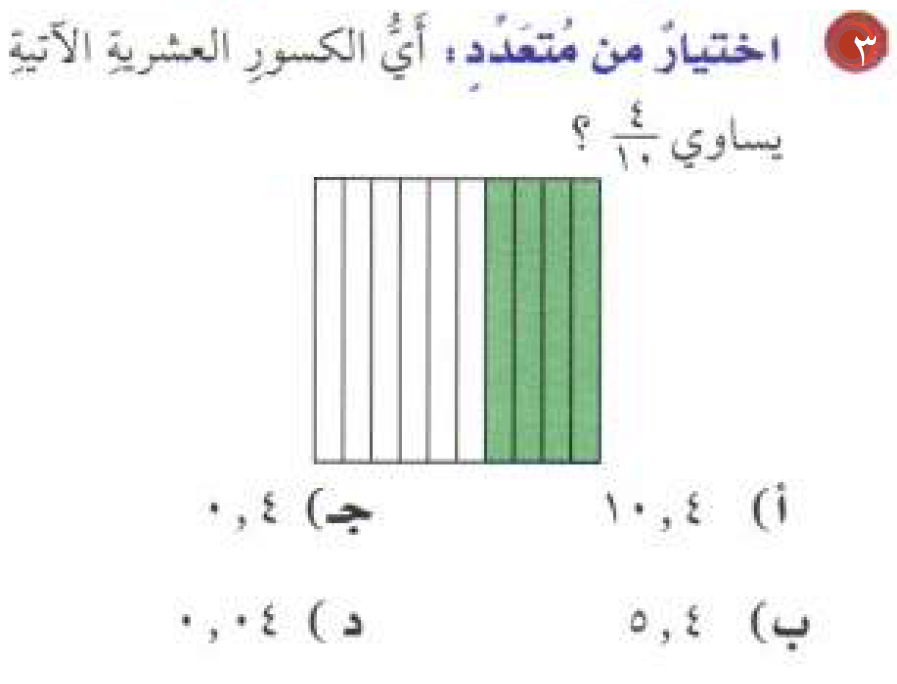 ٣ اختيارٌ من مُتعَدِّدٍ: أَيُّ الكسورِ العشريةِ الآتيةِ
يساوي ٤/١٠ ؟
أ) ١٠,٤ جـ) ٠,٤
ب) ٥,٤ د) ٠,٠٤